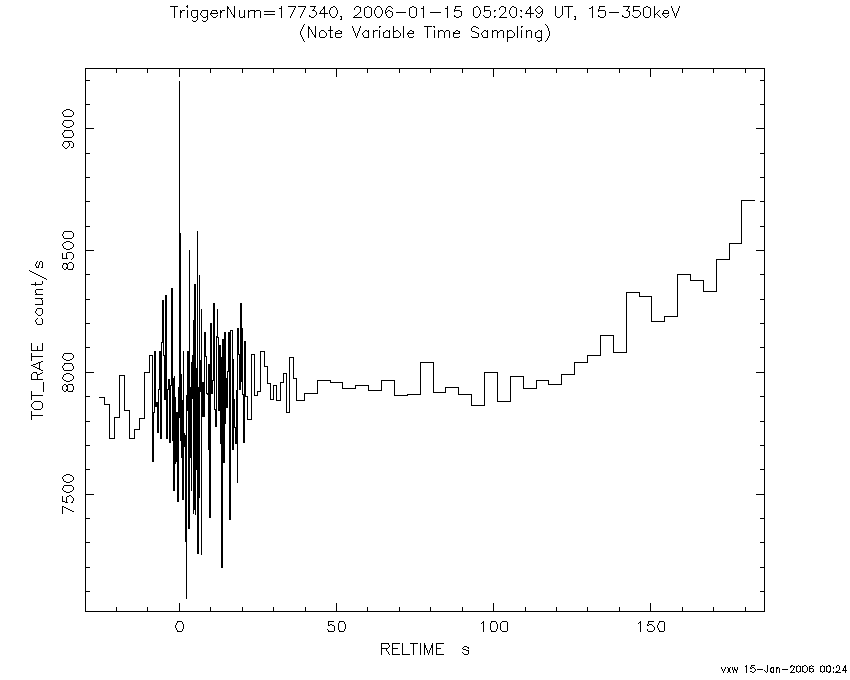 TriggerNum=177340, 2006-01-15 05:20:49 UT, 15-350keV
(Note Variable Time Sampling)
TOT_RATE count/s
9000
8500
8000
7500
0 50 100 150
RELTIME s
vxw 15-Jan-2006 00:24